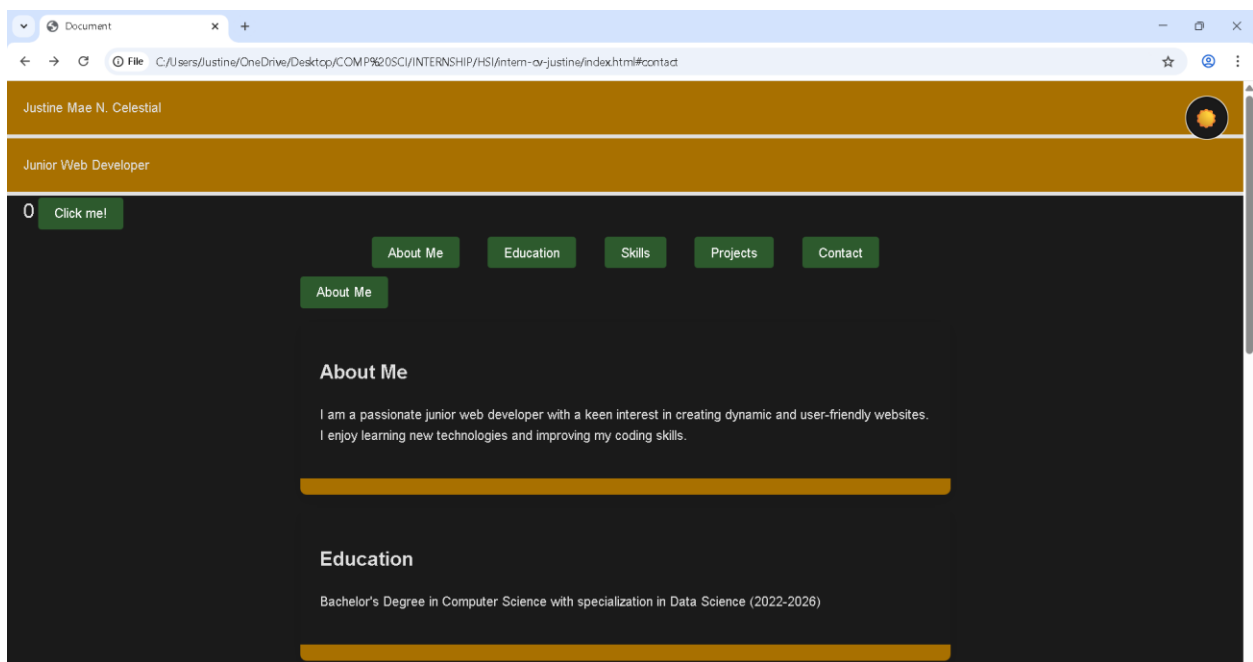 Document
File C:/Users/Justine/OneDrive/Desktop/COMP%20SCI/INTERNSHIP/HSI/intern-cv-justine/index.html#contact
Justine Mae N. Celestial
Junior Web Developer
0 Click me!
About Me Education Skills Projects Contact
About Me
About Me
I am a passionate junior web developer with a keen interest in creating dynamic and user-friendly websites.
I enjoy learning new technologies and improving my coding skills.
Education
Bachelor's Degree in Computer Science with specialization in Data Science (2022-2026)